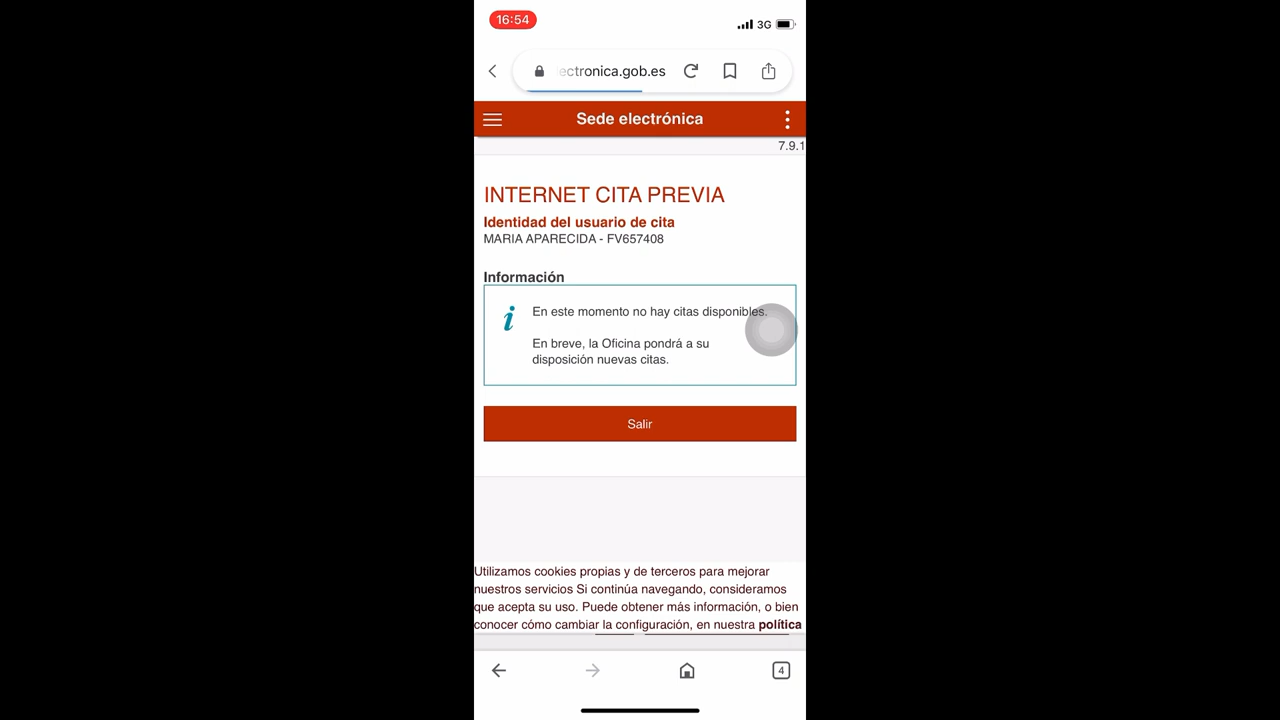 16:54
3G
ectronica.gob.es
Sede electrónica
7.9.1
INTERNET CITA PREVIA
Identidad del usuario de cita
MARIA APARECIDA - FV657408
Información
i
En este momento no hay citas disponibles.
En breve, la Oficina pondrá a su
disposición nuevas citas.
Salir
Utilizamos cookies propias y de terceros para mejorar
nuestros servicios Si continúa navegando, consideramos
que acepta su uso. Puede obtener más información, o bien
conocer cómo cambiar la configuración, en nuestra política
4